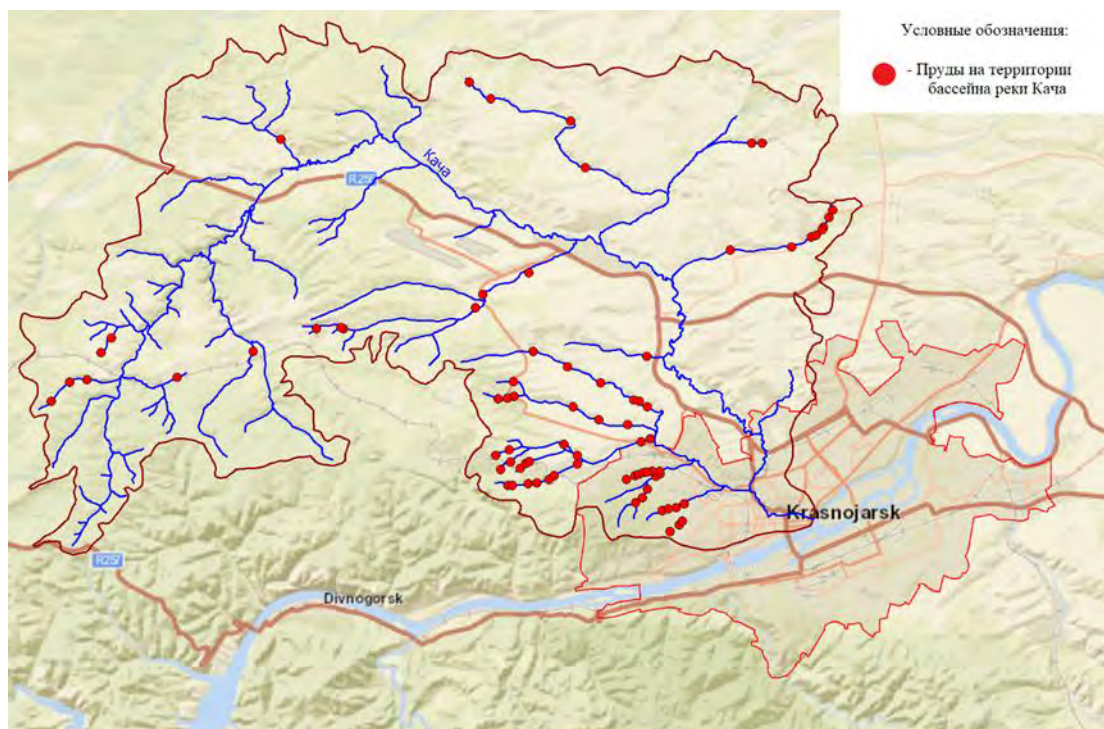 Условные обозначения:
- Пруды на территории
бассейна реки Кача
Кача
R257
Krasnojarsk
R257
Divnogorsk